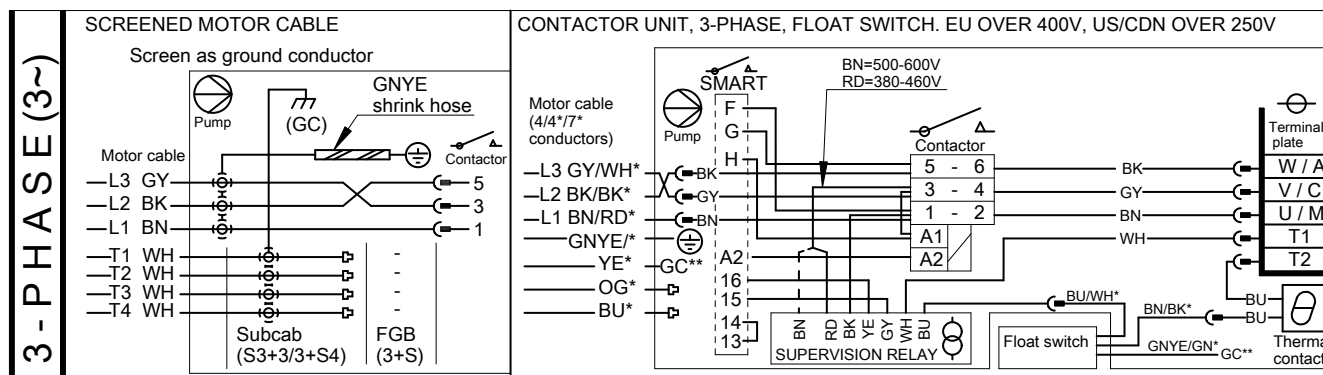 3 - P H A S E (3~)
SCREENED MOTOR CABLE
Screen as ground conductor
Pump
(GC)
GNYE
shrink hose
Motor cable
Contactor
L3 GY
5
L2 BK
3
L1 BN
1
T1 WH -
T2 WH -
T3 WH -
T4 WH -
Subcab
(S3+3/3+S4)
FGB
(3+S)
CONTACTOR UNIT, 3-PHASE, FLOAT SWITCH. EU OVER 400V, US/CDN OVER 250V
Motor cable
(4/4*/7*
conductors)
Pump
SMART
BN=500-600V
RD=380-460V
F
G
H
L3 GY/WH*
BK
L2 BK/BK*
GY
L1 BN/RD*
BN
GNYE/*
YE*
GC**
OG*
BU*
A2
16
15
14
13
Contactor
5 - 6
3 - 4
1 - 2
A1
A2
BN
RD
BK
YE
GY
WH
BU
SUPERVISION RELAY
BK
GY
BN
WH
Terminal
plate
W / A
V / C
U / M
T1
T2
BU/WH*
BN/BK*
BU
BU
Float switch
GNYE/GN*
GC**
Therma
contact